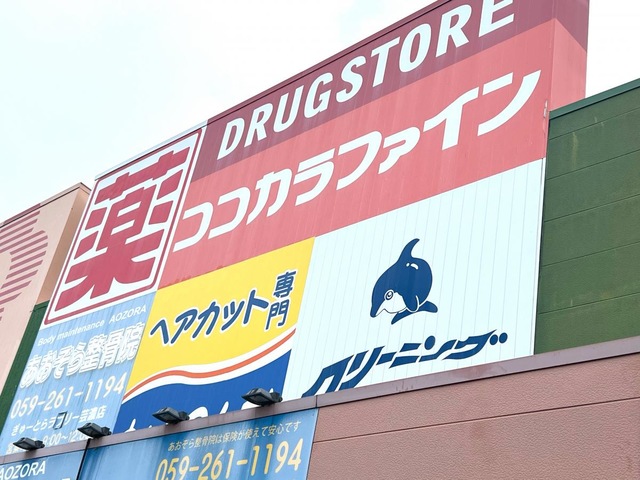 DRUGSTORE
薬
ココカラファイン
ヘアカット専門
クリーニング
Body maintenance AOZORA
あおぞら整骨院
059-261-1194
あおぞら整骨院は保険が使えて安心です
059-261-1194
AOZORA